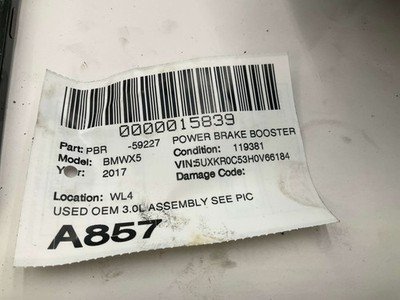 0000015839
Part: PBR -59227 POWER BRAKE BOOSTER
Model: BMWX5 Condition: 119381
Year: 2017 VIN:5UXKR0C53H0V66184
Damage Code:
Location: WL4
USED OEM 3.0L ASSEMBLY SEE PIC
A857